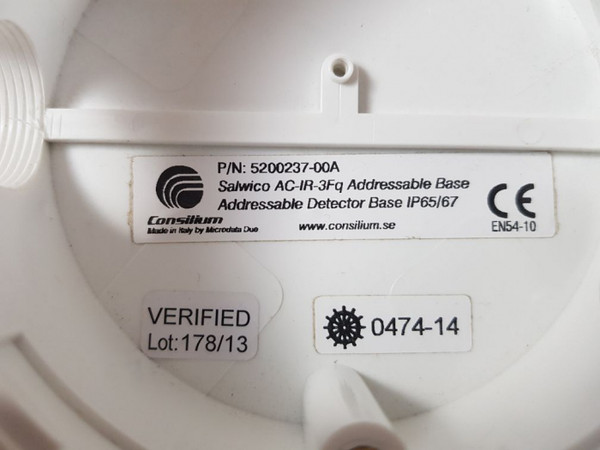 P/N: 5200237-00A
Salwico AC-IR-3Fq Addressable Base
Addressable Detector Base IP65/67
Consilium
Made in Italy by Microdata Due
www.consilium.se
CE
EN54-10
VERIFIED
Lot:178/13
0474-14